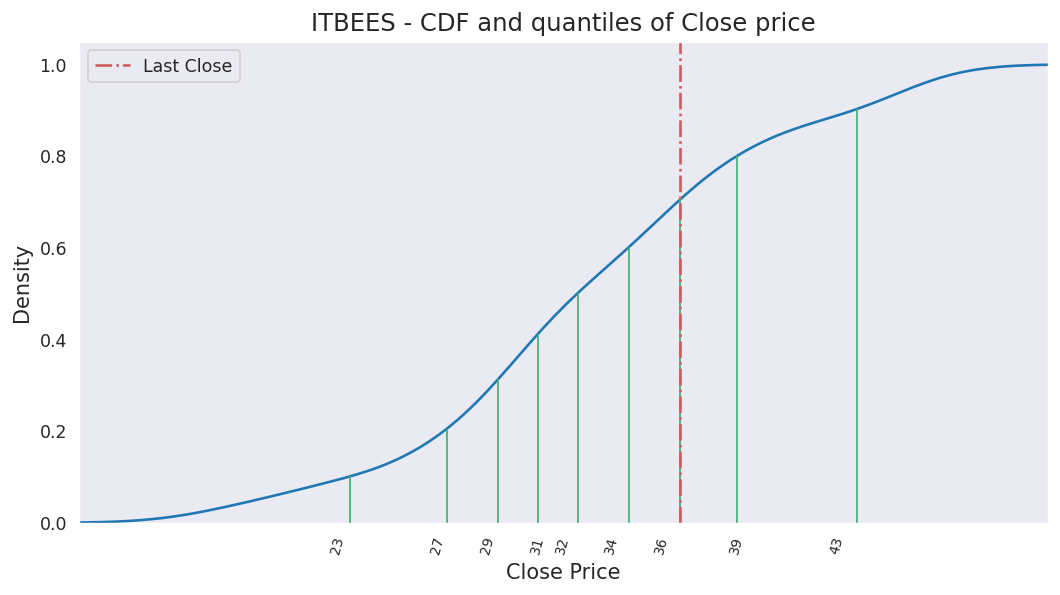 ITBEES - CDF and quantiles of Close price
Last Close
1.0
0.8
0.6
0.4
0.2
0.0
Density
23 27 29 31 32 34 36 39 43
Close Price